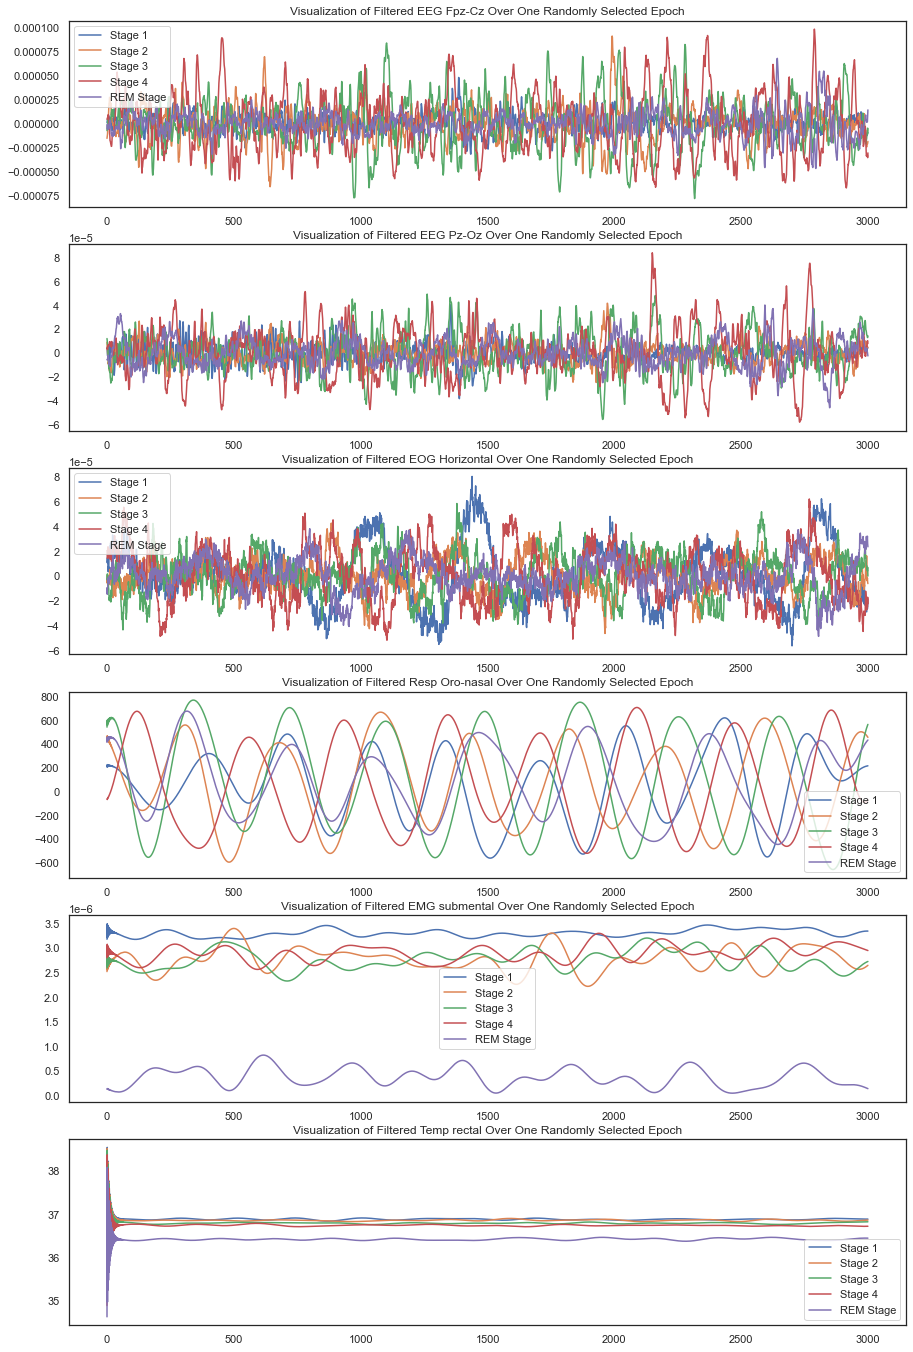 Visualization of Filtered EEG Fpz-Cz Over One Randomly Selected Epoch
0.000100
0.000075
0.000050
0.000025
0.000000
−0.000025
−0.000050
−0.000075
Stage 1
Stage 2
Stage 3
Stage 4
REM Stage
0 500 1000 1500 2000 2500 3000
Visualization of Filtered EEG Pz-Oz Over One Randomly Selected Epoch
1e−5
8
6
4
2
0
−2
−4
−6
0 500 1000 1500 2000 2500 3000
Visualization of Filtered EOG Horizontal Over One Randomly Selected Epoch
1e−5
8
6
4
2
0
−2
−4
−6
Stage 1
Stage 2
Stage 3
Stage 4
REM Stage
0 500 1000 1500 2000 2500 3000
Visualization of Filtered Resp Oro-nasal Over One Randomly Selected Epoch
800
600
400
200
0
−200
−400
−600
Stage 1
Stage 2
Stage 3
Stage 4
REM Stage
0 500 1000 1500 2000 2500 3000
Visualization of Filtered EMG submental Over One Randomly Selected Epoch
1e−6
3.5
3.0
2.5
2.0
1.5
1.0
0.5
0.0
Stage 1
Stage 2
Stage 3
Stage 4
REM Stage
0 500 1000 1500 2000 2500 3000
Visualization of Filtered Temp rectal Over One Randomly Selected Epoch
38
37
36
35
Stage 1
Stage 2
Stage 3
Stage 4
REM Stage
0 500 1000 1500 2000 2500 3000